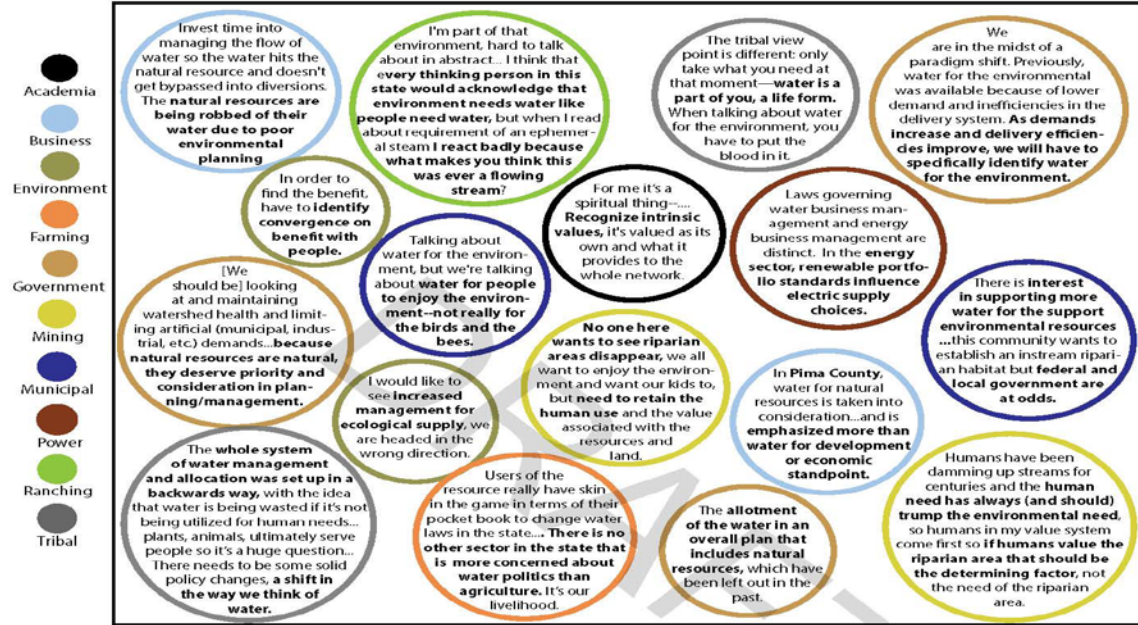 Academia
Business
Environment
Farming
Government
Mining
Municipal
Power
Ranching
Tribal
Invest time into
managing the flow of
water so the water hits the
natural resource and doesn't
get bypassed into diversions.
The natural resources are
being robbed of their
water due to poor
environmental
planning
I'm part of that
environment, hard to talk
about in abstract... I think that
every thinking person in this
state would acknowledge that
environment needs water like
people need water, but when I read
about requirement of an ephemer-
al steam I react badly because
what makes you think this
was ever a flowing
stream?
The tribal view
point is different: only
take what you need at
that moment—water is a
part of you, a life form.
When talking about water
for the environment, you
have to put the
blood in it.
We
are in the midst of a
paradigm shift. Previously,
water for the environmental
was available because of lower
demand and inefficiencies in the
delivery system. As demands
increase and delivery efficien-
cies improve, we will have to
specifically identify water
for the environment.
In order to
find the benefit,
have to identify
convergence on
benefit with
people.
Talking about
water for the environ-
ment, but we're talking
about water for people
to enjoy the environ-
ment--not really for
the birds and the
bees.
For me it's a
spiritual thing--....
Recognize intrinsic
values, it's valued as its
own and what it
provides to the
whole network.
Laws governing
water business man-
agement and energy
business management are
distinct. In the energy
sector, renewable portfo-
lio standards influence
electric supply
choices.
There is interest
in supporting more
water for the support
environmental resources
...this community wants to
establish an instream ripari-
an habitat but federal and
local government are
at odds.
[We
should be] looking
at and maintaining
watershed health and limit-
ing artificial (municipal, indus-
trial, etc.) demands...because
natural resources are natural,
they deserve priority and
consideration in plan-
ning/management.
I would like to
see increased
management for
ecological supply, we
are headed in the
wrong direction.
No one here
wants to see riparian
areas disappear, we all
want to enjoy the environ-
ment and want our kids to,
but need to retain the
human use and the value
associated with the
resources and
land.
In Pima County,
water for natural
resources is taken into
consideration...and is
emphasized more than
water for development
or economic
standpoint.
The whole system
of water management
and allocation was set up in a
backwards way, with the idea
that water is being wasted if it's not
being utilized for human needs...
plants, animals, ultimately serve
people so it's a huge question...
There needs to be some solid
policy changes, a shift in
the way we think of
water.
Users of the
resource really have skin
in the game in terms of their
pocket book to change water
laws in the state.... There is no
other sector in the state that
is more concerned about
water politics than
agriculture. It's our
livelihood.
The allotment
of the water in an
overall plan that
includes natural
resources, which have
been left out in the
past.
Humans have been
damming up streams for
centuries and the human
need has always (and should)
trump the environmental need,
so humans in my value system
come first so if humans value the
riparian area that should be
the determining factor, not
the need of the riparian
area.
DRAFT